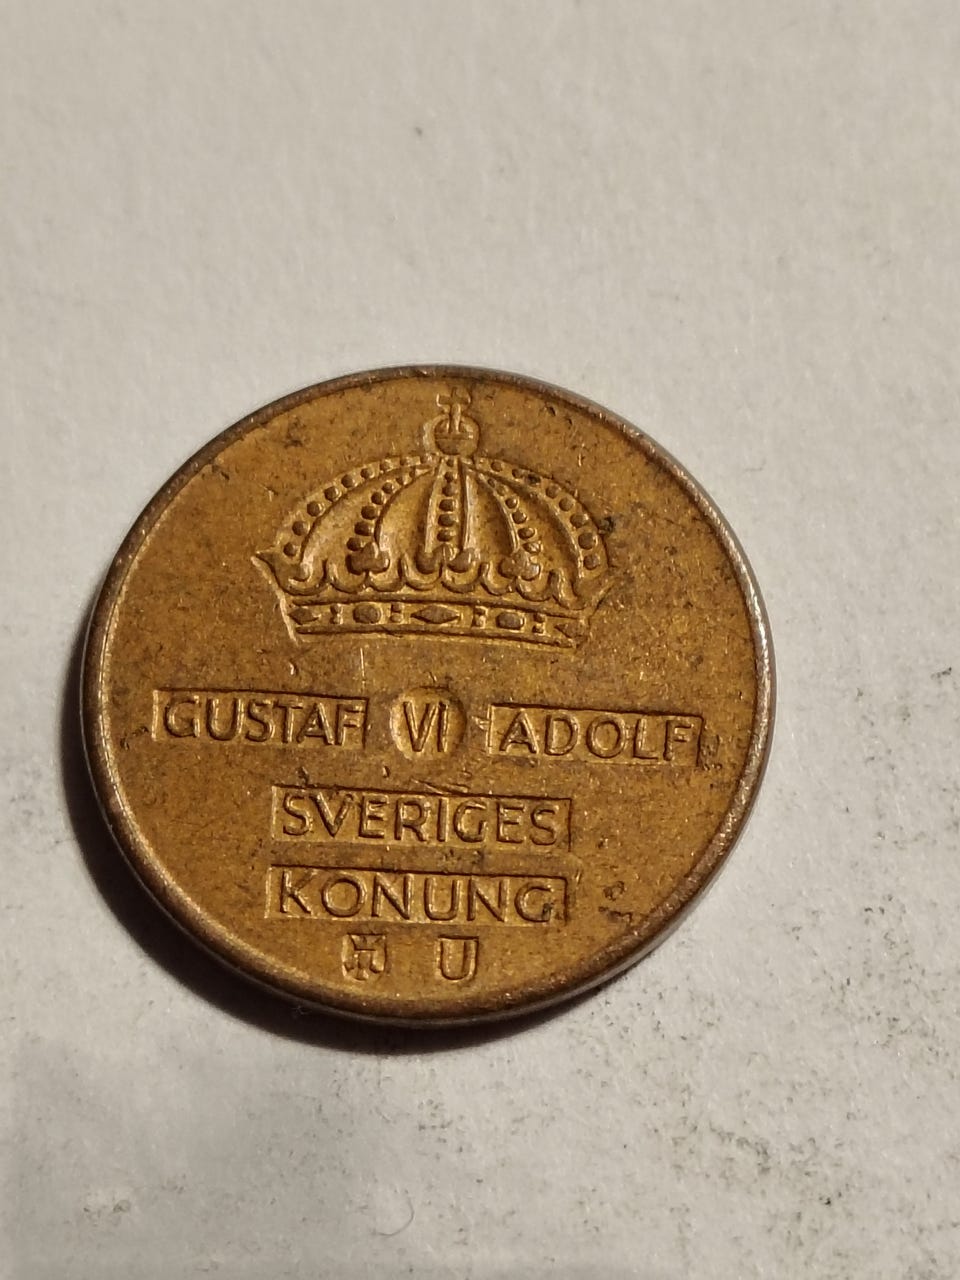 GUSTAF VI ADOLF
SVERIGES
KONUNG
U